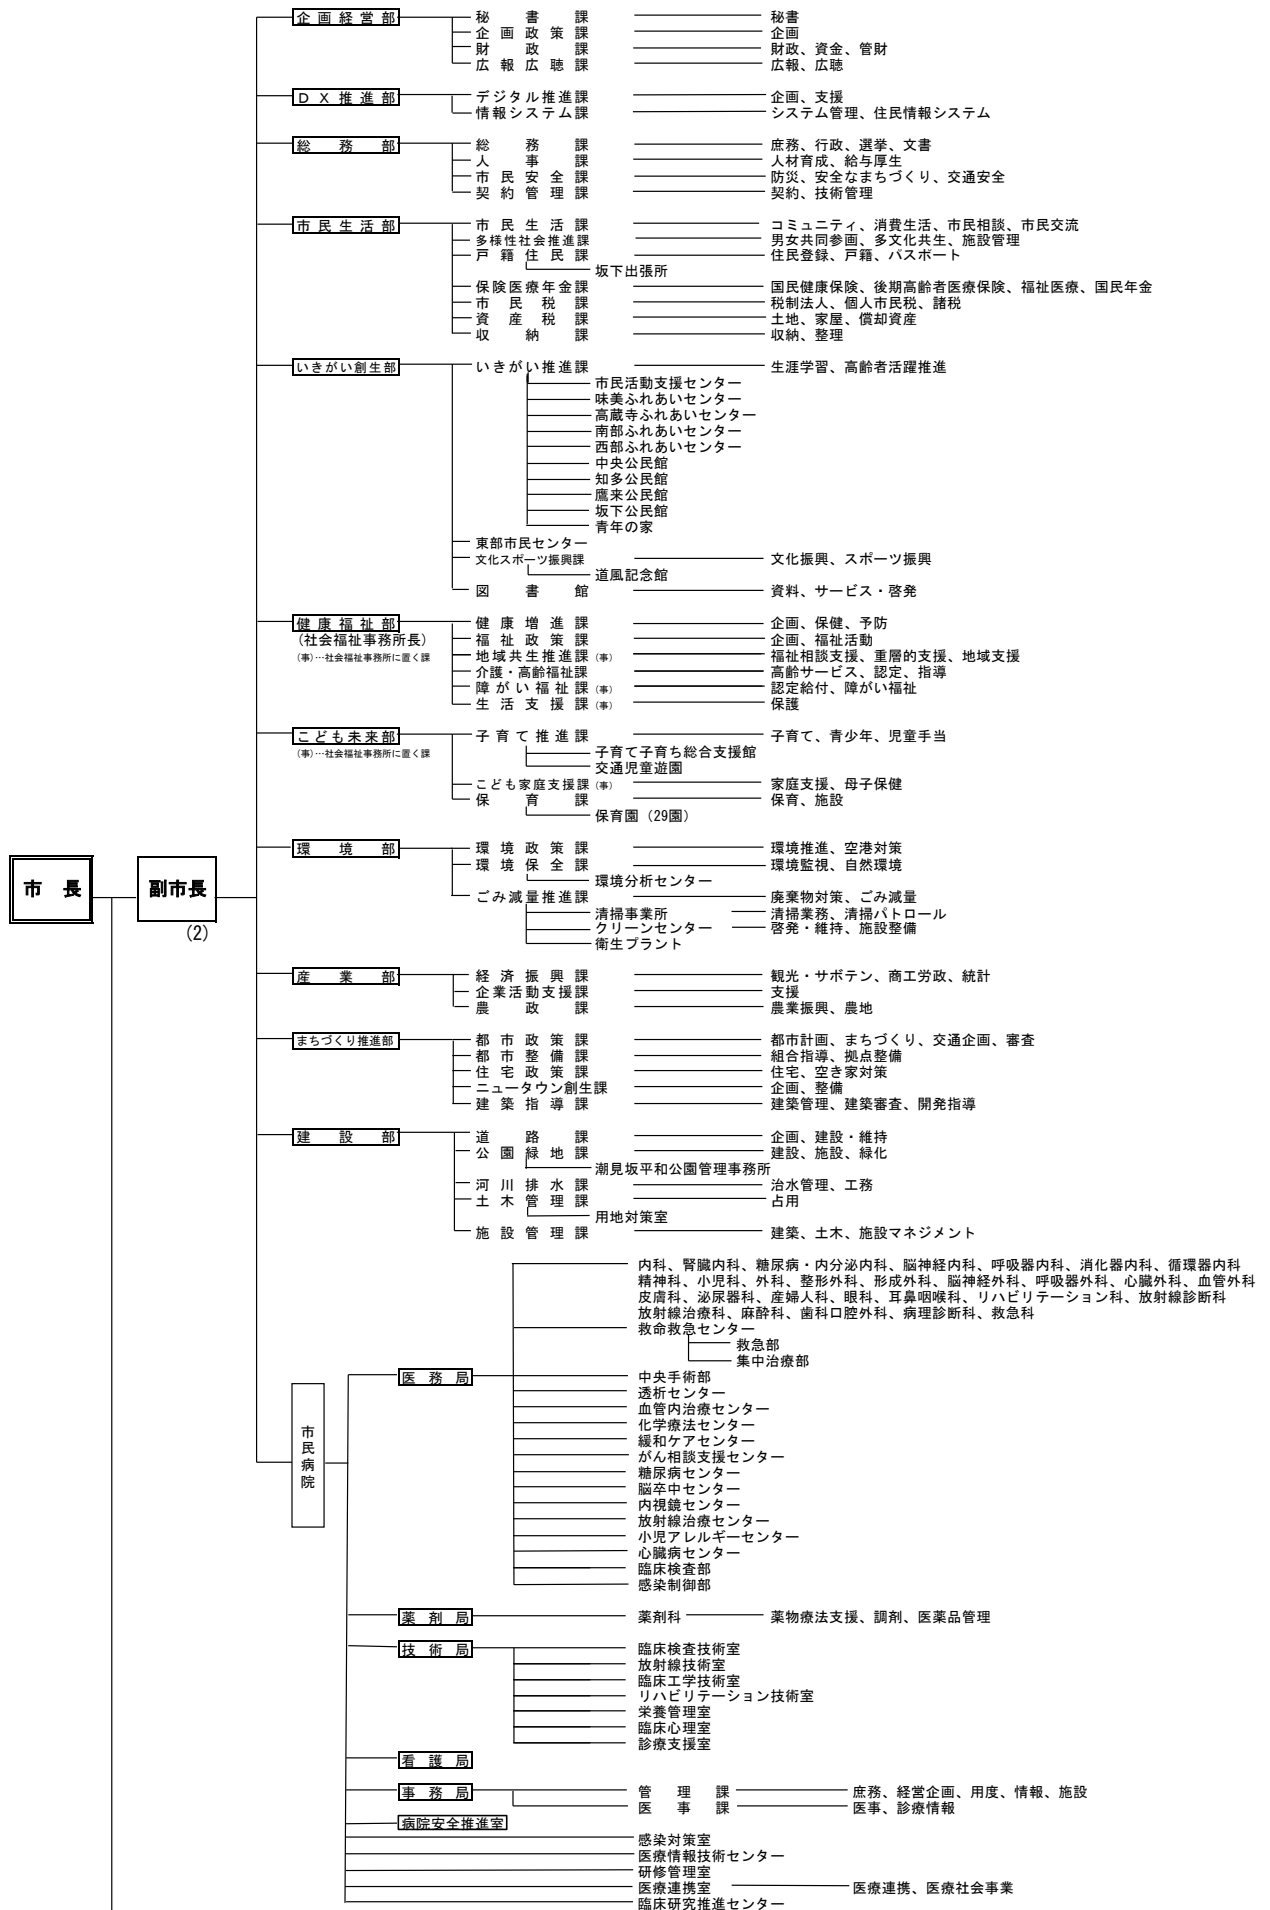 企画経営部 秘書課 秘書
企画政策課 企画
財政課 財政、資金、管財
広報広聴課 広報、広聴
ＤＸ推進部 デジタル推進課 企画、支援
情報システム課 システム管理、住民情報システム
総務部 総務課 庶務、行政、選挙、文書
人事課 人材育成、給与厚生
市民安全課 防災、安全なまちづくり、交通安全
契約管理課 契約、技術管理
市民生活部 市民生活課 コミュニティ、消費生活、市民相談、市民交流
多様性社会推進課 男女共同参画、多文化共生、施設管理
戸籍住民課 住民登録、戸籍、パスポート
坂下出張所
保険医療年金課 国民健康保険、後期高齢者医療保険、福祉医療、国民年金
市民税課 税制法人、個人市民税、諸税
資産税課 土地、家屋、償却資産
収納課 収納、整理
いきがい創生部 いきがい推進課 生涯学習、高齢者活躍推進
市民活動支援センター
味美ふれあいセンター
高蔵寺ふれあいセンター
南部ふれあいセンター
西部ふれあいセンター
中央公民館
知多公民館
鷹来公民館
坂下公民館
青年の家
東部市民センター
文化スポーツ振興課 文化振興、スポーツ振興
道風記念館
図書館 資料、サービス・啓発
健康福祉部 健康増進課 企画、保健、予防
（社会福祉事務所長） 福祉政策課 企画、福祉活動
(事)…社会福祉事務所に置く課 地域共生推進課(事) 福祉相談支援、重層的支援、地域支援
介護・高齢福祉課 高齢サービス、認定、指導
障がい福祉課(事) 認定給付、障がい福祉
生活支援課(事) 保護
こども未来部 子育て推進課 子育て、青少年、児童手当
(事)…社会福祉事務所に置く課 子育て子育ち総合支援館
交通児童遊園
こども家庭支援課(事) 家庭支援、母子保健
保育課 保育、施設
保育園（29園）
環境部 環境政策課 環境推進、空港対策
環境保全課 環境監視、自然環境
環境分析センター
ごみ減量推進課 廃棄物対策、ごみ減量
清掃事業所 清掃業務、清掃パトロール
クリーンセンター 啓発・維持、施設整備
衛生プラント
市長 副市長
(2)
産業部 経済振興課 観光・サボテン、商工労政、統計
企業活動支援課 支援
農政課 農業振興、農地
まちづくり推進部 都市政策課 都市計画、まちづくり、交通企画、審査
都市整備課 組合指導、拠点整備
住宅政策課 住宅、空き家対策
ニュータウン創生課 企画、整備
建築指導課 建築管理、建築審査、開発指導
建設部 道路課 企画、建設・維持
公園緑地課 建設、施設、緑化
潮見坂平和公園管理事務所
河川排水課 治水管理、工務
土木管理課 占用
用地対策室
施設管理課 建築、土木、施設マネジメント
市民病院
医務局
内科、腎臓内科、糖尿病・内分泌内科、脳神経内科、呼吸器内科、消化器内科、循環器内科
精神科、小児科、外科、整形外科、形成外科、脳神経外科、呼吸器外科、心臓外科、血管外科
皮膚科、泌尿器科、産婦人科、眼科、耳鼻咽喉科、リハビリテーション科、放射線診断科
放射線治療科、麻酔科、歯科口腔外科、病理診断科、救急科
救命救急センター
救急部
集中治療部
中央手術部
透析センター
血管内治療センター
化学療法センター
緩和ケアセンター
がん相談支援センター
糖尿病センター
脳卒中センター
内視鏡センター
放射線治療センター
小児アレルギーセンター
心臓病センター
臨床検査部
感染制御部
薬剤局 薬剤科 薬物療法支援、調剤、医薬品管理
技術局 臨床検査技術室
放射線技術室
臨床工学技術室
リハビリテーション技術室
栄養管理室
臨床心理室
診療支援室
看護局
事務局 管理課 庶務、経営企画、用度、情報、施設
医事課 医事、診療情報
病院安全推進室
感染対策室
医療情報技術センター
研修管理室
医療連携室 医療連携、医療社会事業
臨床研究推進センター